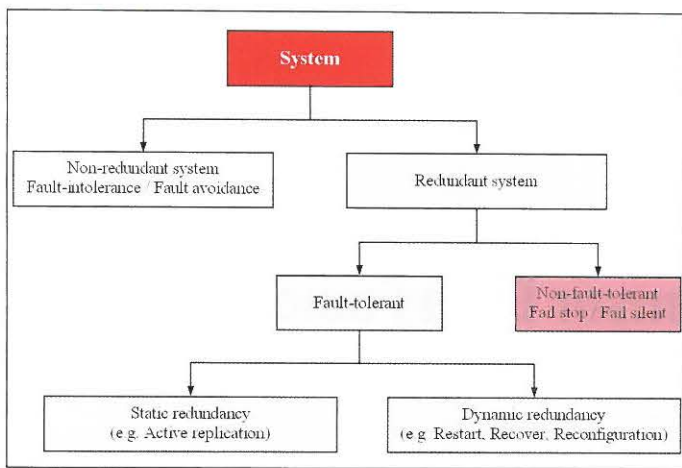 System
Non-redundant system
Fault-intolerance / Fault avoidance
Redundant system
Fault-tolerant
Non-fault-tolerant
Fail stop / Fail silent
Static redundancy
(e.g. Active replication)
Dynamic redundancy
(e.g. Restart, Recover, Reconfiguration)